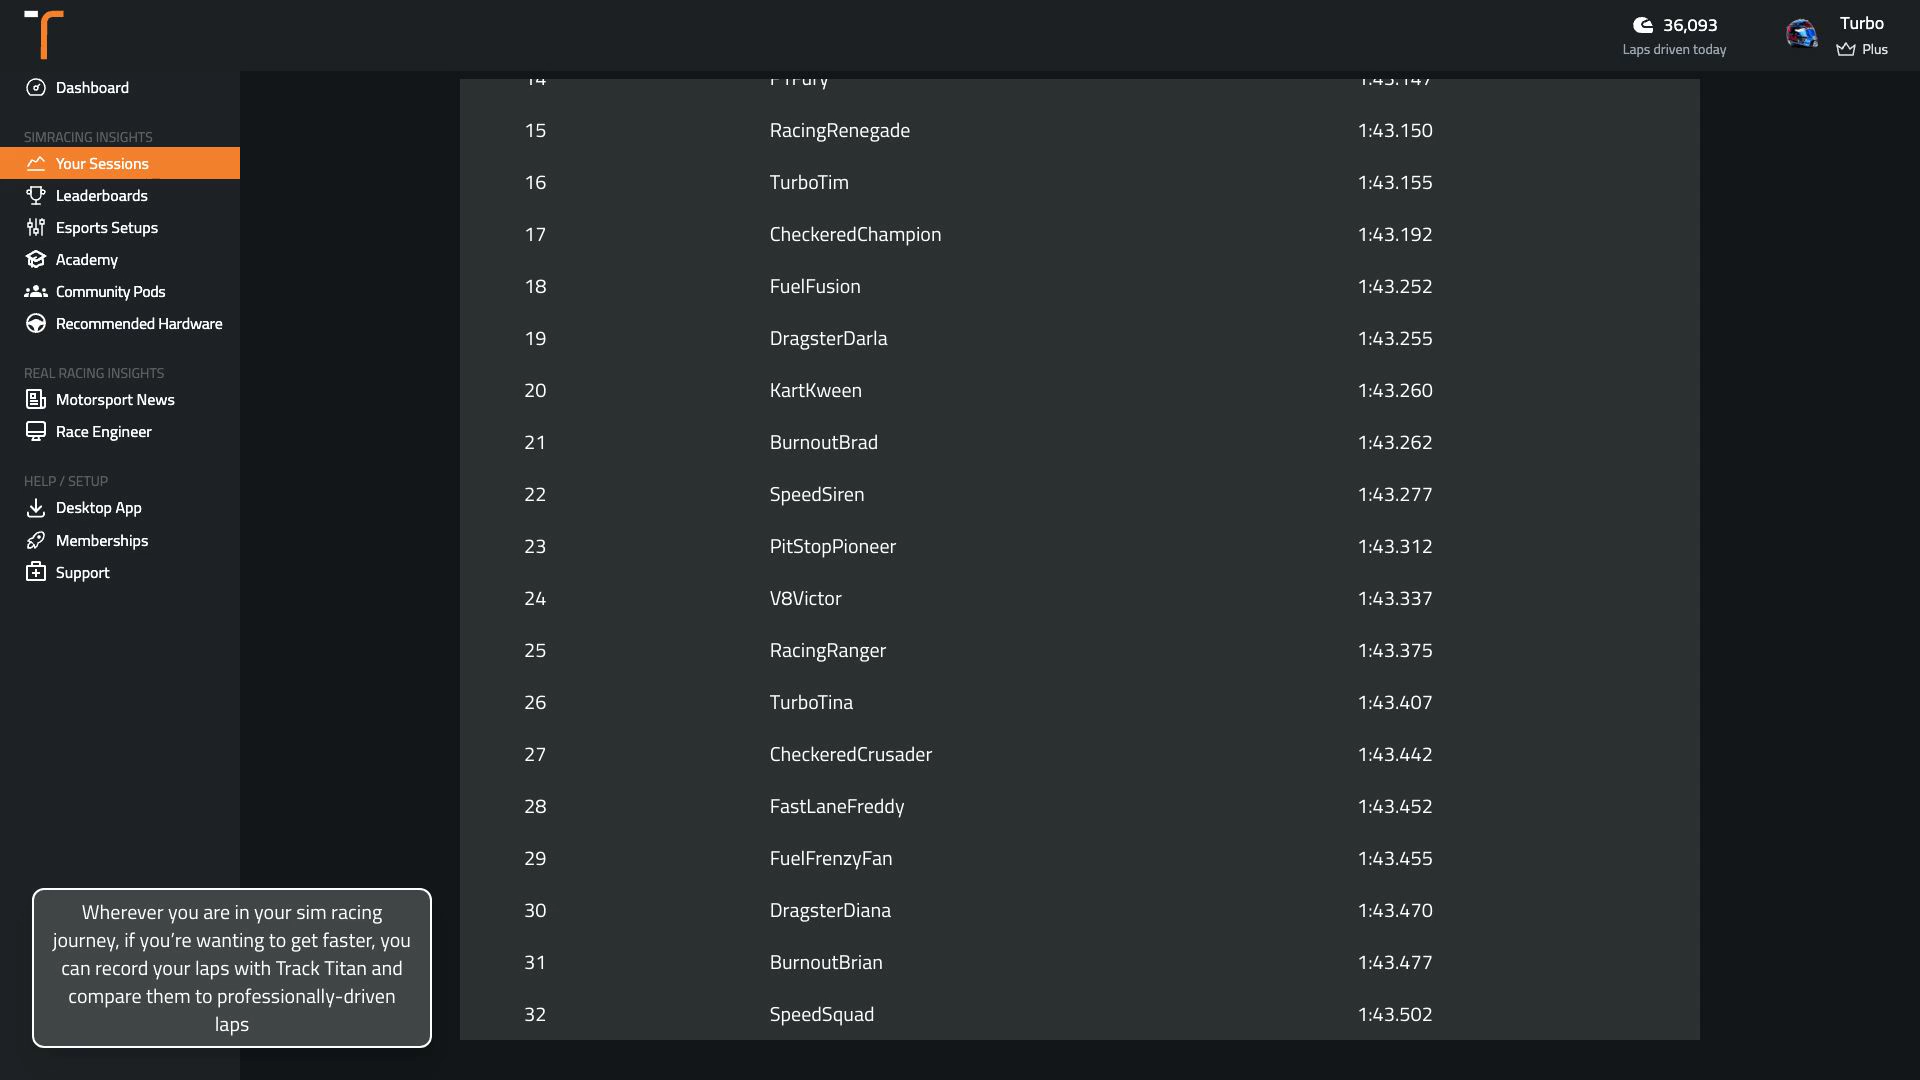 36,093
Laps driven today
Turbo
Plus
Dashboard
SIMRACING INSIGHTS
Your Sessions
Leaderboards
Esports Setups
Academy
Community Pods
Recommended Hardware
REAL RACING INSIGHTS
Motorsport News
Race Engineer
HELP / SETUP
Desktop App
Memberships
Support
14 F1Fury 1:43.147
15 RacingRenegade 1:43.150
16 TurboTim 1:43.155
17 CheckeredChampion 1:43.192
18 FuelFusion 1:43.252
19 DragsterDarla 1:43.255
20 KartKween 1:43.260
21 BurnoutBrad 1:43.262
22 SpeedSiren 1:43.277
23 PitStopPioneer 1:43.312
24 V8Victor 1:43.337
25 RacingRanger 1:43.375
26 TurboTina 1:43.407
27 CheckeredCrusader 1:43.442
28 FastLaneFreddy 1:43.452
29 FuelFrenzyFan 1:43.455
30 DragsterDiana 1:43.470
31 BurnoutBrian 1:43.477
32 SpeedSquad 1:43.502
Wherever you are in your sim racing
journey, if you’re wanting to get faster, you
can record your laps with Track Titan and
compare them to professionally-driven
laps